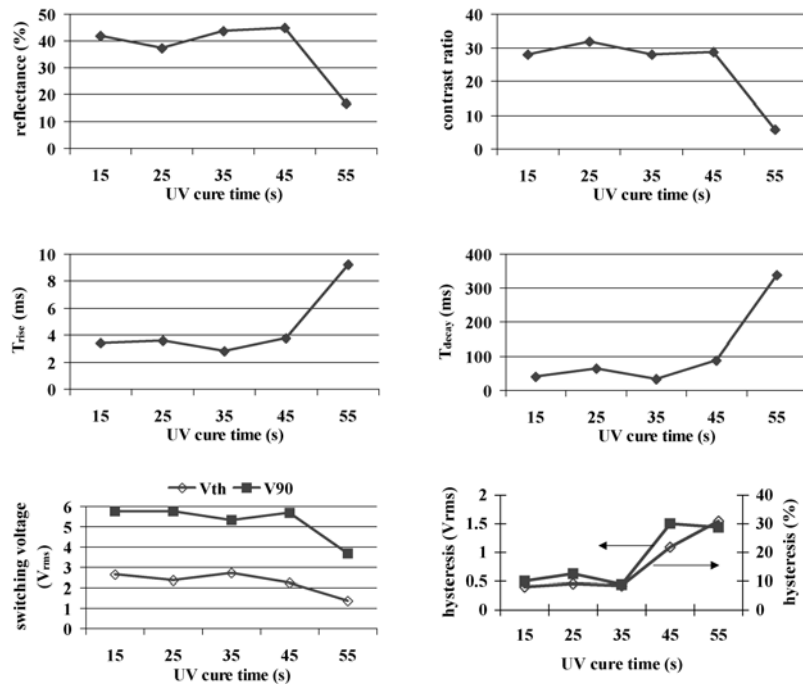 reflectance (%)
50
40
30
20
10
0
15 25 35 45 55
UV cure time (s)
contrast ratio
40
30
20
10
0
15 25 35 45 55
UV cure time (s)
Trise (ms)
10
8
6
4
2
0
15 25 35 45 55
UV cure time (s)
Tdecay (ms)
400
300
200
100
0
15 25 35 45 55
UV cure time (s)
Vth V90
switching voltage
(Vrms)
6
5
4
3
2
1
0
15 25 35 45 55
UV cure time (s)
hysteresis (Vrms)
2
1.5
1
0.5
0
40
30
20
10
0
hysteresis (%)
15 25 35 45 55
UV cure time (s)